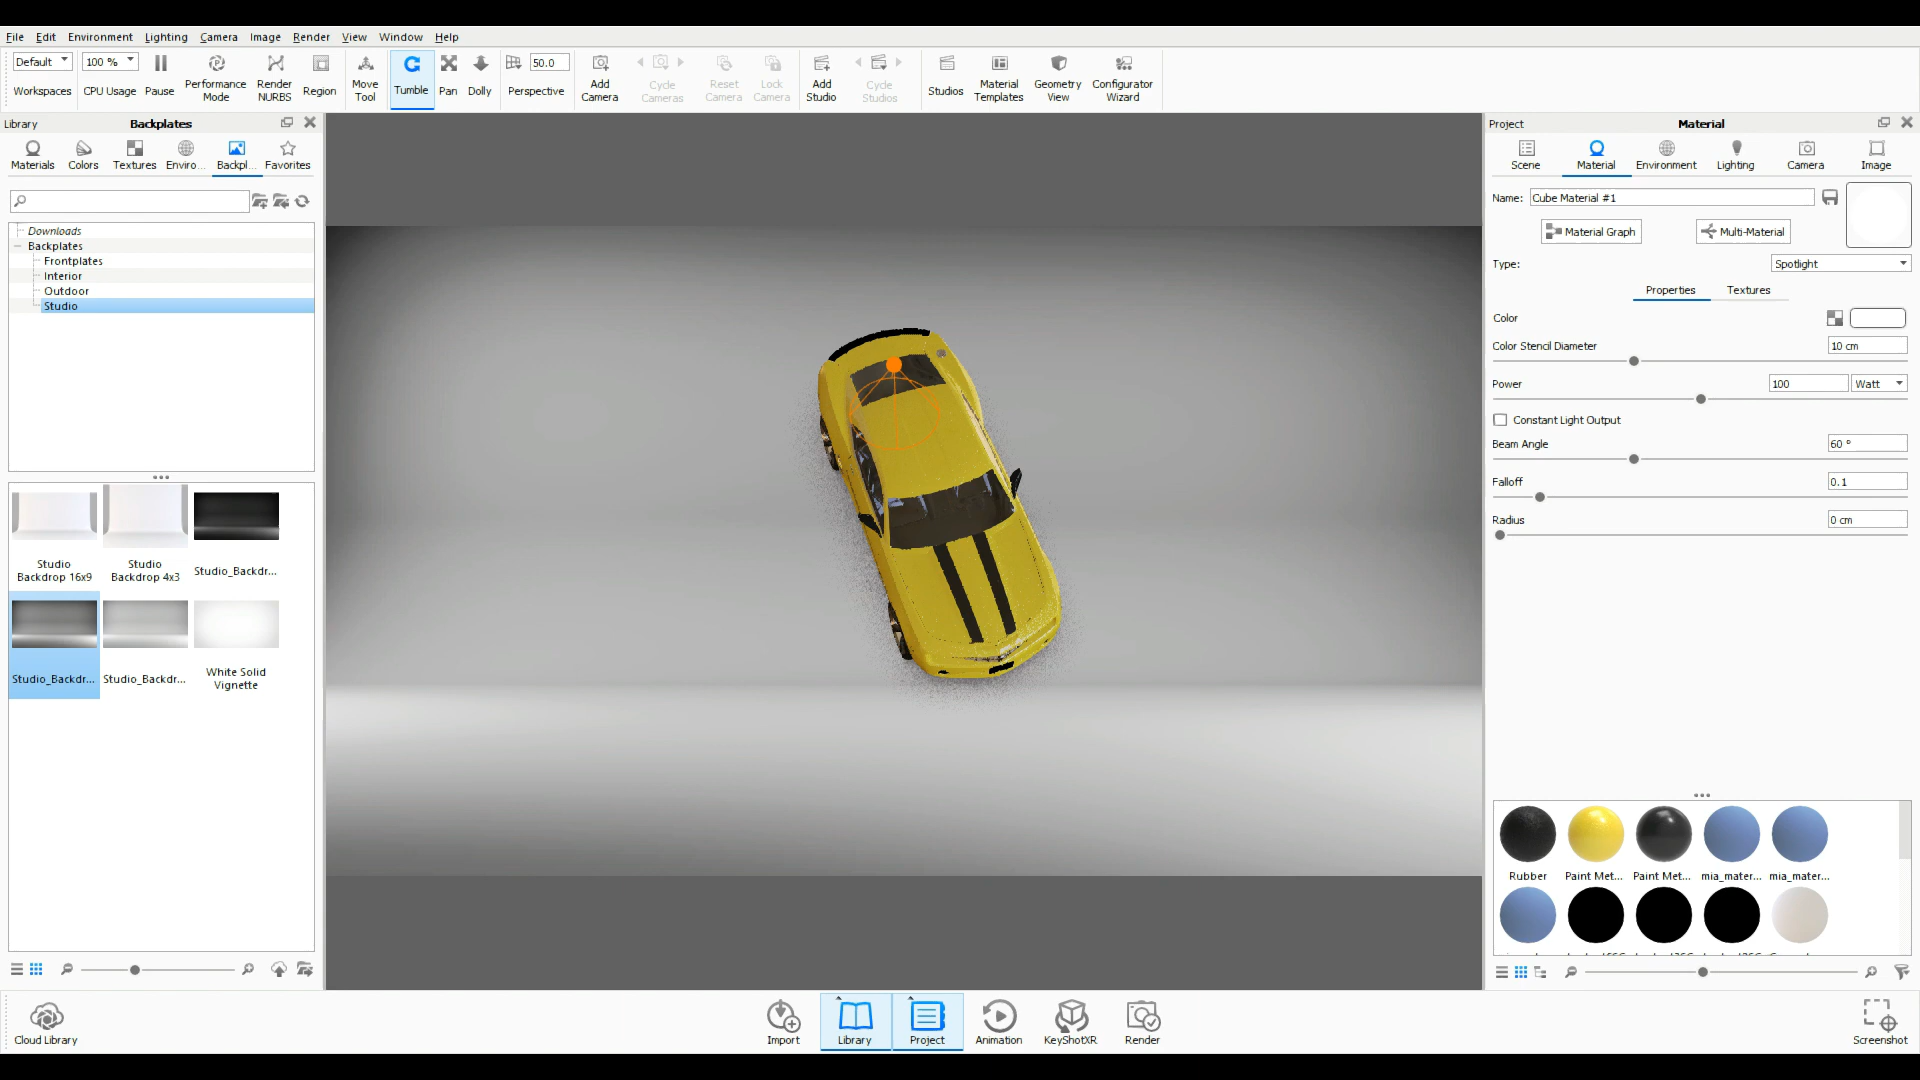 File Edit Environment Lighting Camera Image Render View Window Help
Default 100 % 50.0
Workspaces CPU Usage Pause Performance Mode Render NURBS Region Move Tool Tumble Pan Dolly Perspective Add Camera Cycle Cameras Reset Camera Lock Camera Add Studio Cycle Studios Studios Material Templates Geometry View Configurator Wizard
Library Backplates
Materials Colors Textures Enviro... Backpl... Favorites
Downloads
Backplates
Frontplates
Interior
Outdoor
Studio
Studio Backdrop 16x9 Studio Backdrop 4x3 Studio_Backdr...
Studio_Backdr... Studio_Backdr... White Solid Vignette
Project Material
Scene Material Environment Lighting Camera Image
Name: Cube Material #1
Material Graph Multi-Material
Type: Spotlight
Properties Textures
Color
Color Stencil Diameter 10 cm
Power 100 Watt
Constant Light Output
Beam Angle 60 °
Falloff 0.1
Radius 0 cm
Rubber Paint Met... Paint Met... mia_mater... mia_mater...
Cloud Library Import Library Project Animation KeyShotXR Render Screenshot